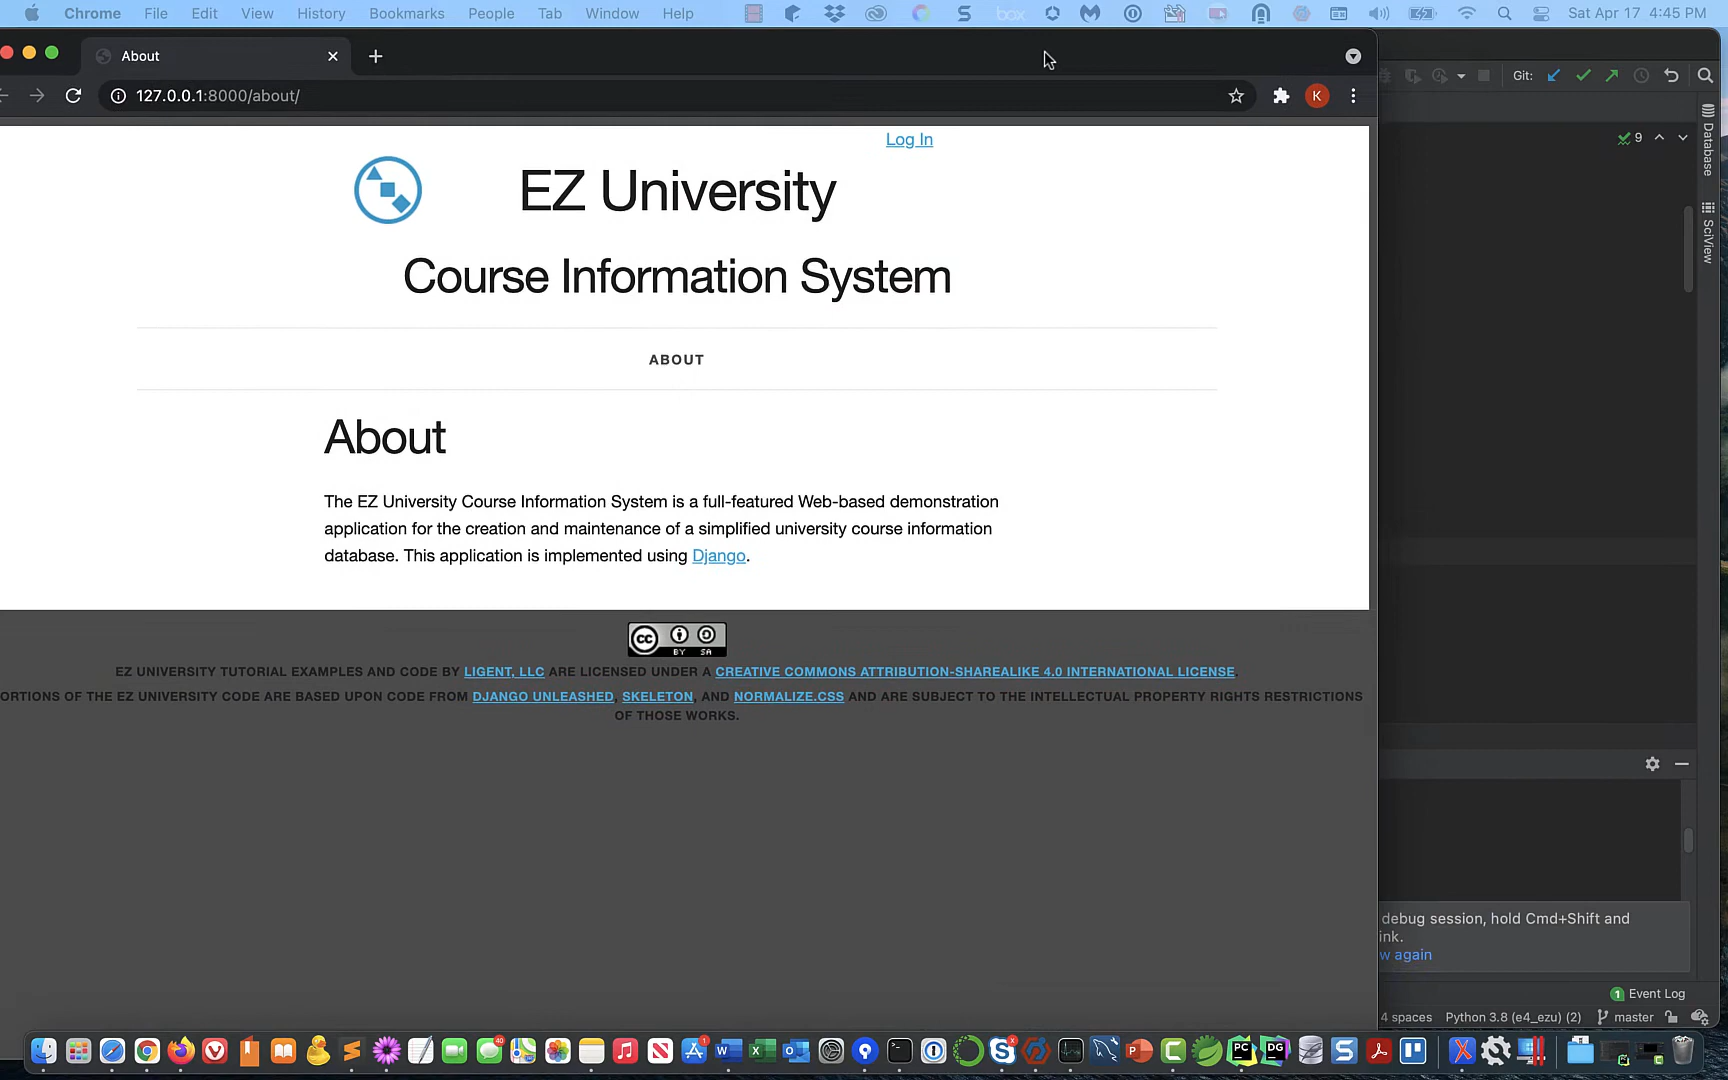 Chrome File Edit View History Bookmarks People Tab Window Help box Sat Apr 17 4:45 PM
About
Git:
127.0.0.1:8000/about/
K
Log In
9
Database
EZ University
SciView
Course Information System
ABOUT
About
The EZ University Course Information System is a full-featured Web-based demonstration
application for the creation and maintenance of a simplified university course information
database. This application is implemented using Django.
cc BY SA
EZ UNIVERSITY TUTORIAL EXAMPLES AND CODE BY LIGENT, LLC ARE LICENSED UNDER A CREATIVE COMMONS ATTRIBUTION-SHAREALIKE 4.0 INTERNATIONAL LICENSE.
ORTIONS OF THE EZ UNIVERSITY CODE ARE BASED UPON CODE FROM DJANGO UNLEASHED, SKELETON, AND NORMALIZE.CSS AND ARE SUBJECT TO THE INTELLECTUAL PROPERTY RIGHTS RESTRICTIONS
OF THOSE WORKS.
debug session, hold Cmd+Shift and
ink.
w again
1 Event Log
4 spaces Python 3.8 (e4_ezu) (2) master